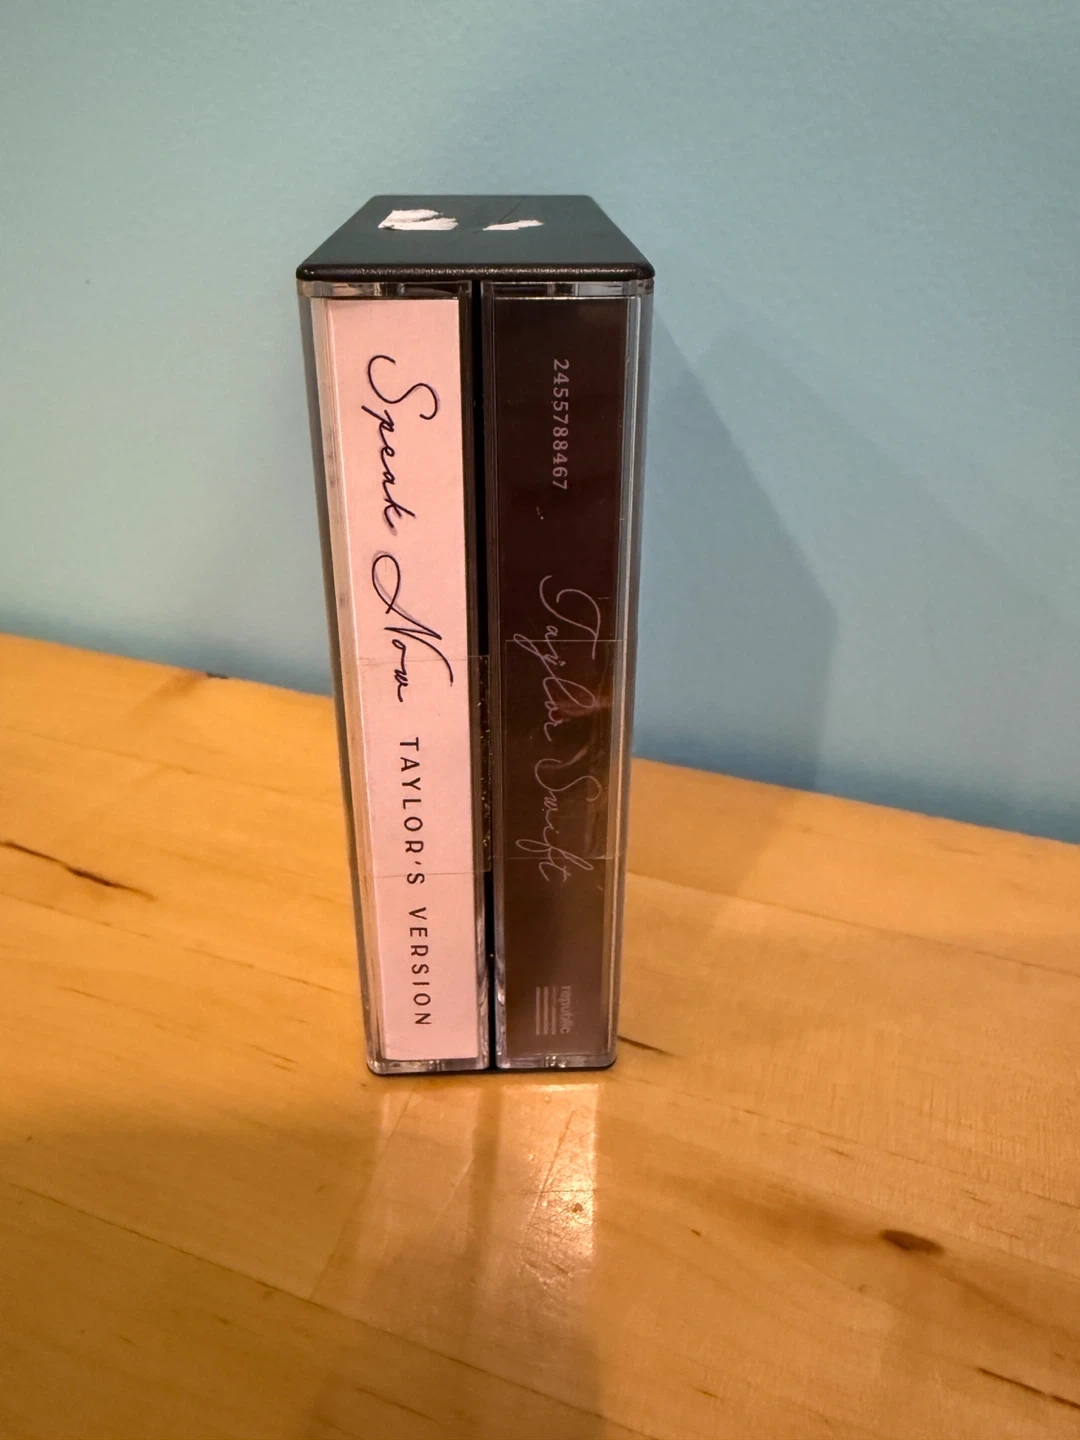 Speak Now TAYLOR'S VERSION
2455788467
Taylor Swift
republic